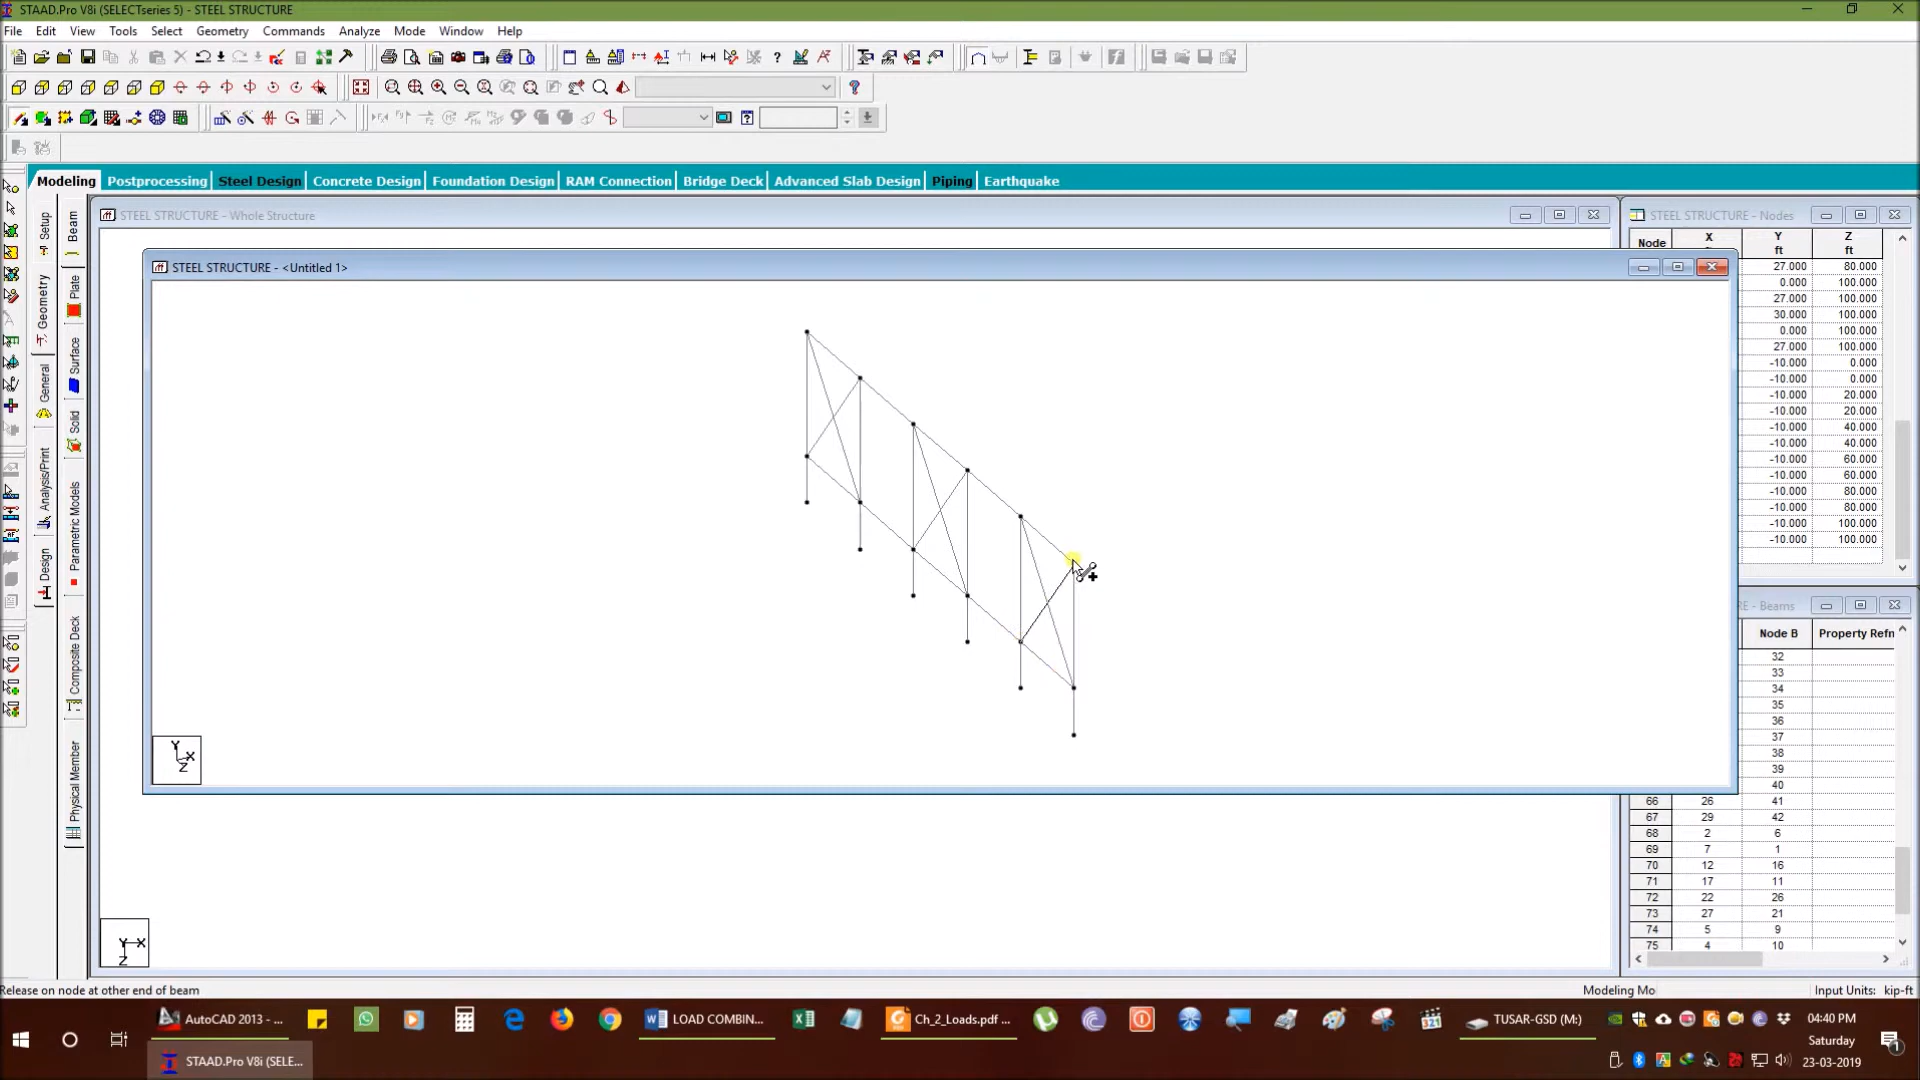 STAAD.Pro V8i (SELECTseries 5) - STEEL STRUCTURE
File Edit View Tools Select Geometry Commands Analyze Mode Window Help
Modeling Postprocessing Steel Design Concrete Design Foundation Design RAM Connection Bridge Deck Advanced Slab Design Piping Earthquake
STEEL STRUCTURE - Whole Structure
STEEL STRUCTURE - Nodes
STEEL STRUCTURE - <Untitled 1>
Setup
Geometry
General
Analysis/Print
Design
Beam
Plate
Surface
Solid
Parametric Models
Composite Deck
Physical Member
Node X Y Z
ft ft
27.000 80.000
0.000 100.000
27.000 100.000
30.000 100.000
0.000 100.000
27.000 100.000
-10.000 0.000
-10.000 0.000
-10.000 20.000
-10.000 20.000
-10.000 40.000
-10.000 40.000
-10.000 60.000
-10.000 60.000
-10.000 80.000
-10.000 80.000
-10.000 100.000
-10.000 100.000
RE - Beams
Node B Property Refn
32
33
34
35
36
37
38
39
40
66 26 41
67 29 42
68 2 6
69 7 1
70 12 16
71 17 11
72 22 26
73 27 21
74 5 9
75 4 10
Y X Z
Y X Z
Release on node at other end of beam
Modeling Mo
Input Units: kip-ft
AutoCAD 2013 - ...
LOAD COMBIN...
Ch_2_Loads.pdf ...
TUSAR-GSD (M:)
04:40 PM
Saturday
23-03-2019
STAAD.Pro V8i (SELE...